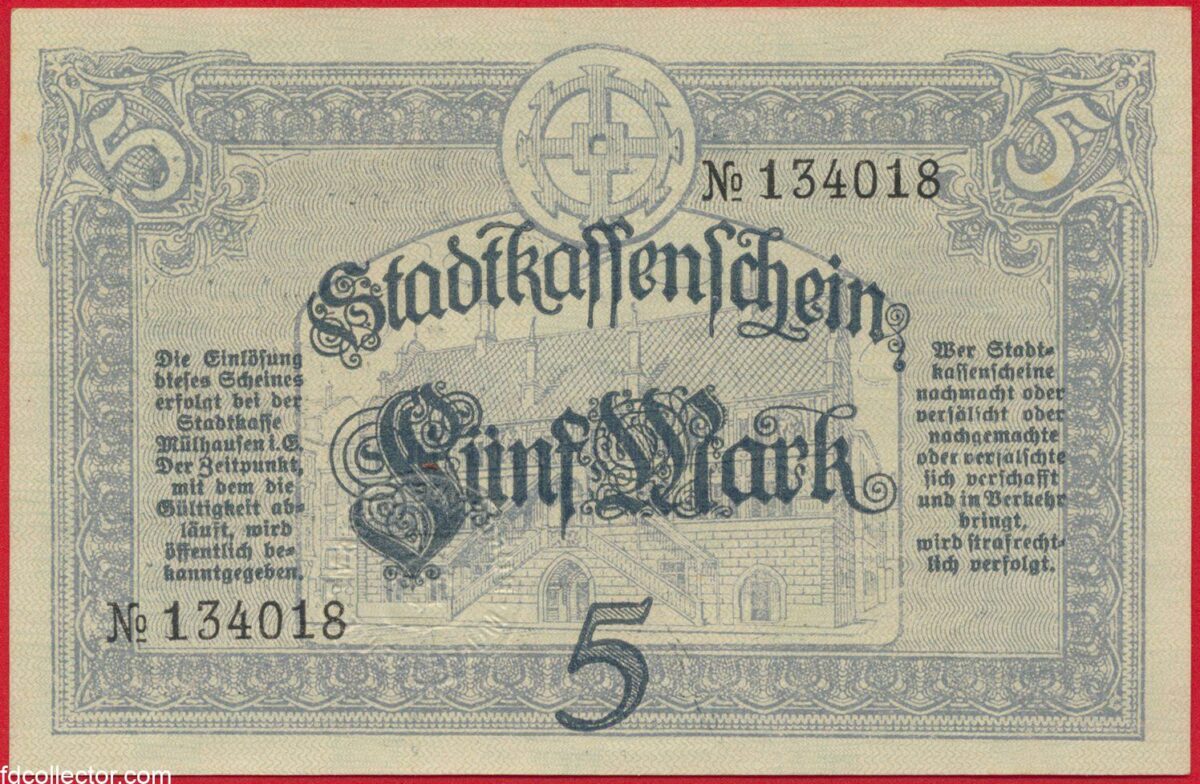 5
5
№ 134018
Stadtkassenschein
Fünf Mark
Die Einlösung
dieses Scheines
erfolgt bei der
Stadtkasse
Mülhausen i. E.
Der Zeitpunkt,
mit dem die
Gültigkeit ab-
läuft, wird
öffentlich be-
kanntgegeben.
Wer Stadt-
kassenscheine
nachmacht oder
verfälscht oder
nachgemachte
oder verfälschte
sich verschafft
und in Verkehr
bringt,
wird strafrecht-
lich verfolgt.
№ 134018
5
fdcollector.com